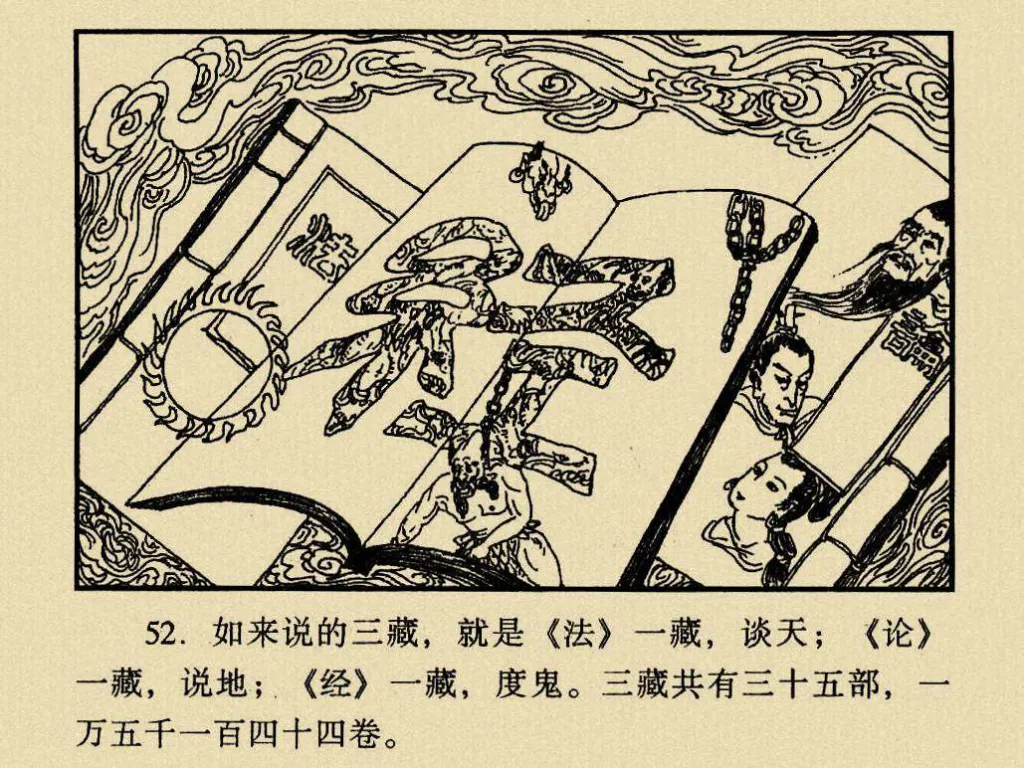 法
經
論
52. 如来说的三藏，就是《法》一藏，谈天；《论》
一藏，说地；《经》一藏，度鬼。三藏共有三十五部，一
万五千一百四十四卷。